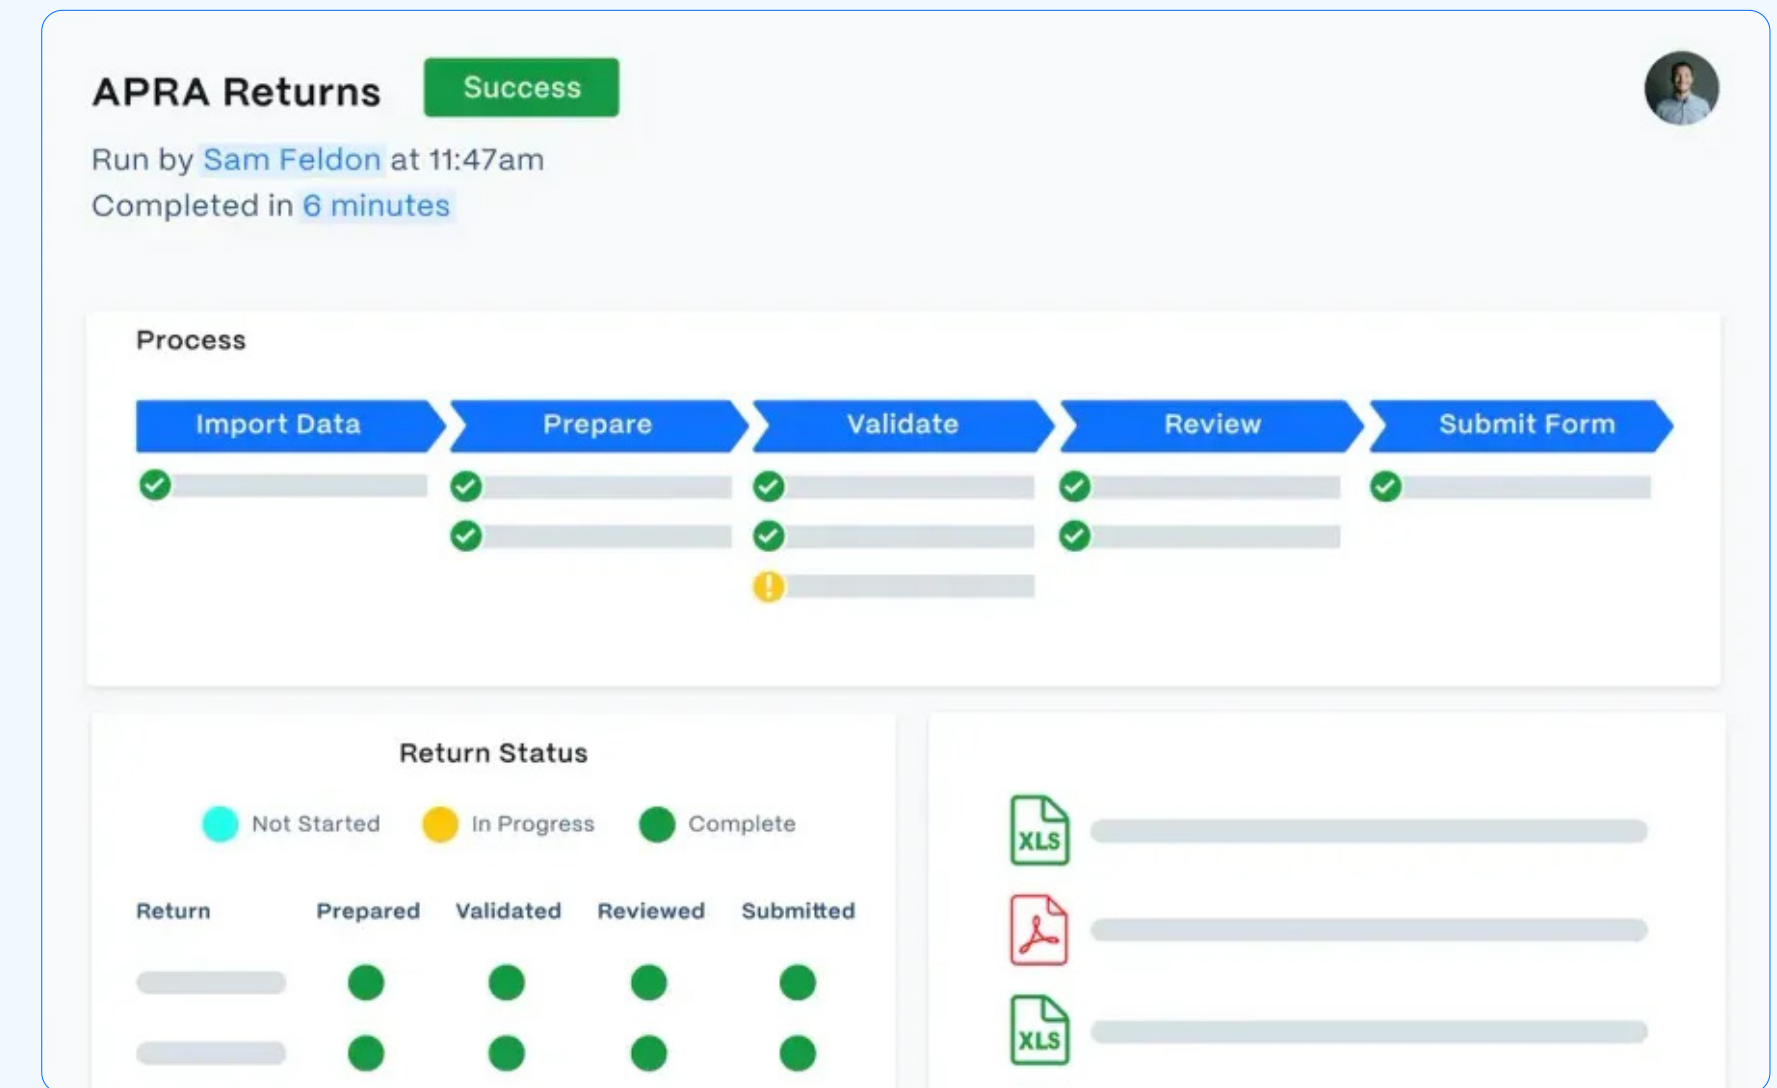 APRA Returns
Success
Run by Sam Feldon at 11:47am
Completed in 6 minutes
Process
Import Data
Prepare
Validate
Review
Submit Form
Return Status
Not Started
In Progress
Complete
Return Prepared Validated Reviewed Submitted
XLS
XLS